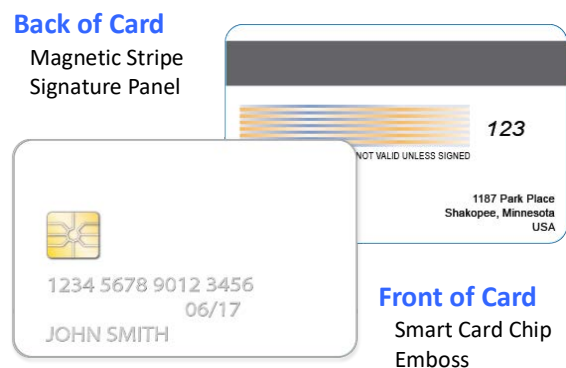 Back of Card
Magnetic Stripe
Signature Panel
123
NOT VALID UNLESS SIGNED
1187 Park Place
Shakopee, Minnesota
USA
1234 5678 9012 3456
06/17
JOHN SMITH
Front of Card
Smart Card Chip
Emboss